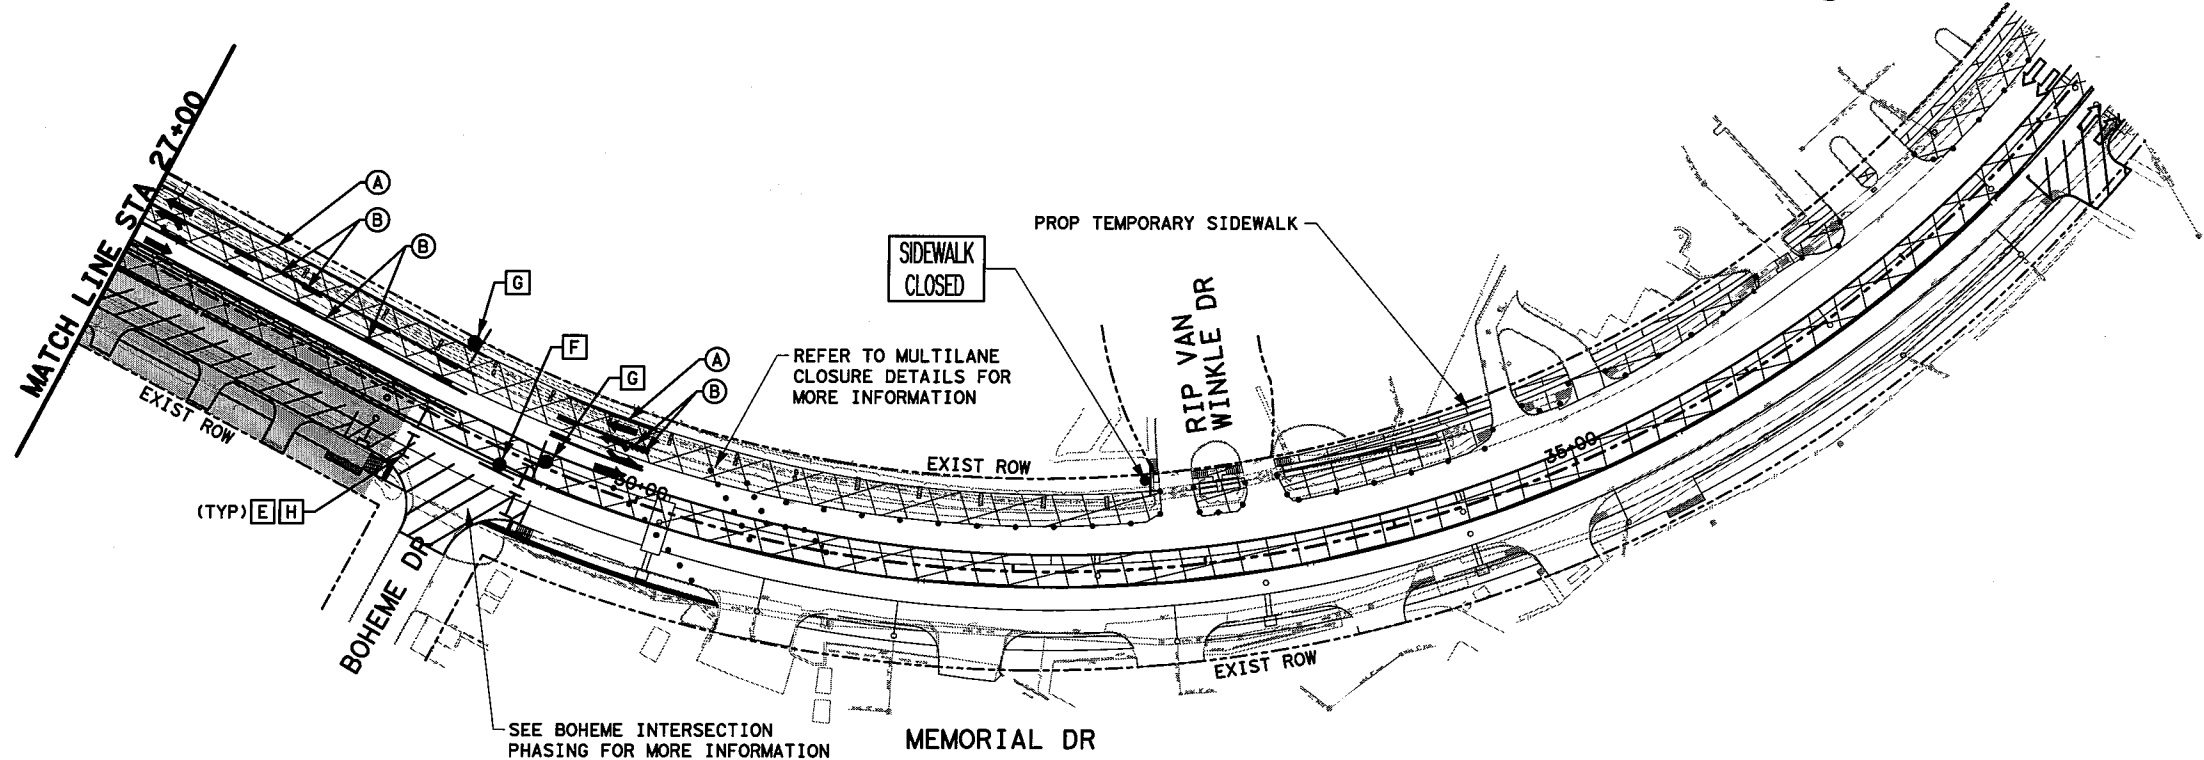 MATCH LINE STA 27+00
A
B
B
G
F
G
A
B
REFER TO MULTILANE
CLOSURE DETAILS FOR
MORE INFORMATION
SIDEWALK
CLOSED
PROP TEMPORARY SIDEWALK
RIP VAN
WINKLE DR
EXIST ROW
EXIST ROW
30+00
35+00
(TYP) E H
BOHEME DR
EXIST ROW
SEE BOHEME INTERSECTION
PHASING FOR MORE INFORMATION
MEMORIAL DR